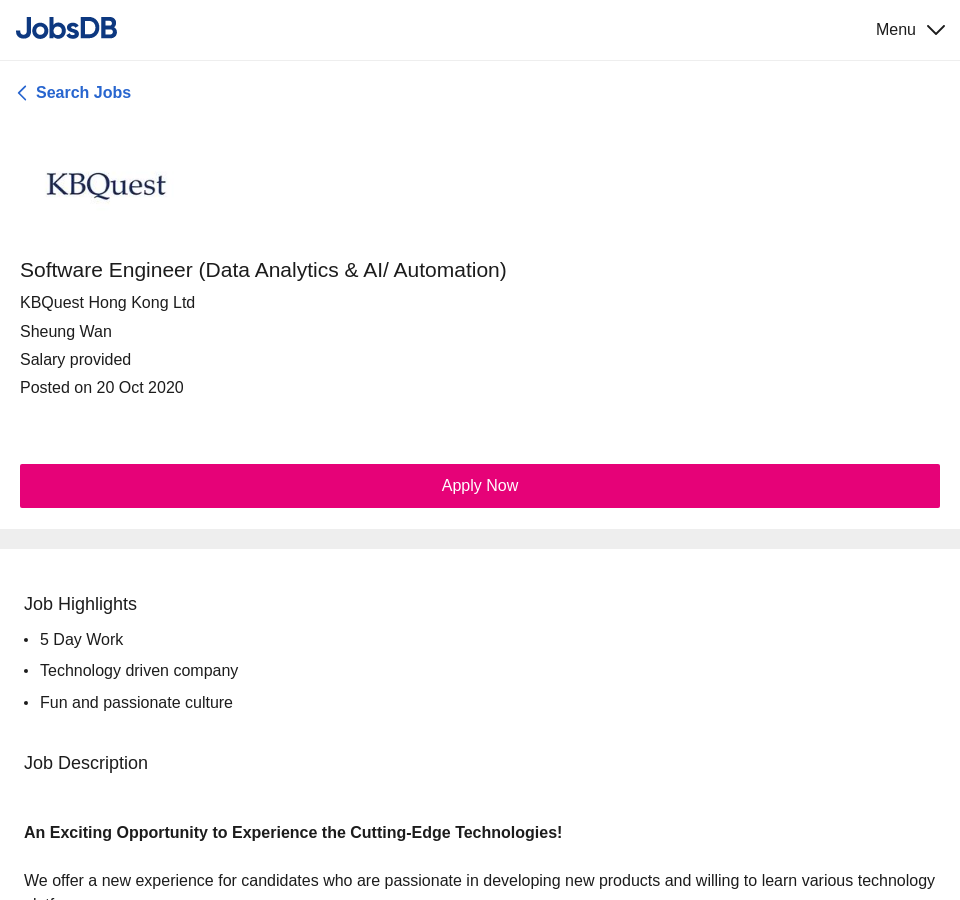 JobsDB
Menu
Search Jobs
KBQuest
Software Engineer (Data Analytics & AI/ Automation)
KBQuest Hong Kong Ltd
Sheung Wan
Salary provided
Posted on 20 Oct 2020
Apply Now
Job Highlights
• 5 Day Work
• Technology driven company
• Fun and passionate culture
Job Description
An Exciting Opportunity to Experience the Cutting-Edge Technologies!
We offer a new experience for candidates who are passionate in developing new products and willing to learn various technology